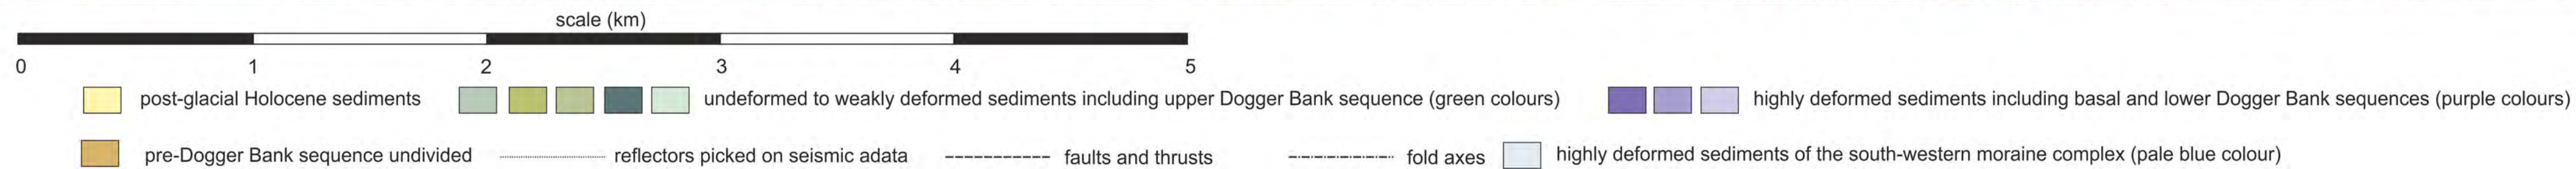 scale (km)
0 1 2 3 4 5
post-glacial Holocene sediments undeformed to weakly deformed sediments including upper Dogger Bank sequence (green colours) highly deformed sediments including basal and lower Dogger Bank sequences (purple colours)
pre-Dogger Bank sequence undivided reflectors picked on seismic adata faults and thrusts fold axes highly deformed sediments of the south-western moraine complex (pale blue colour)